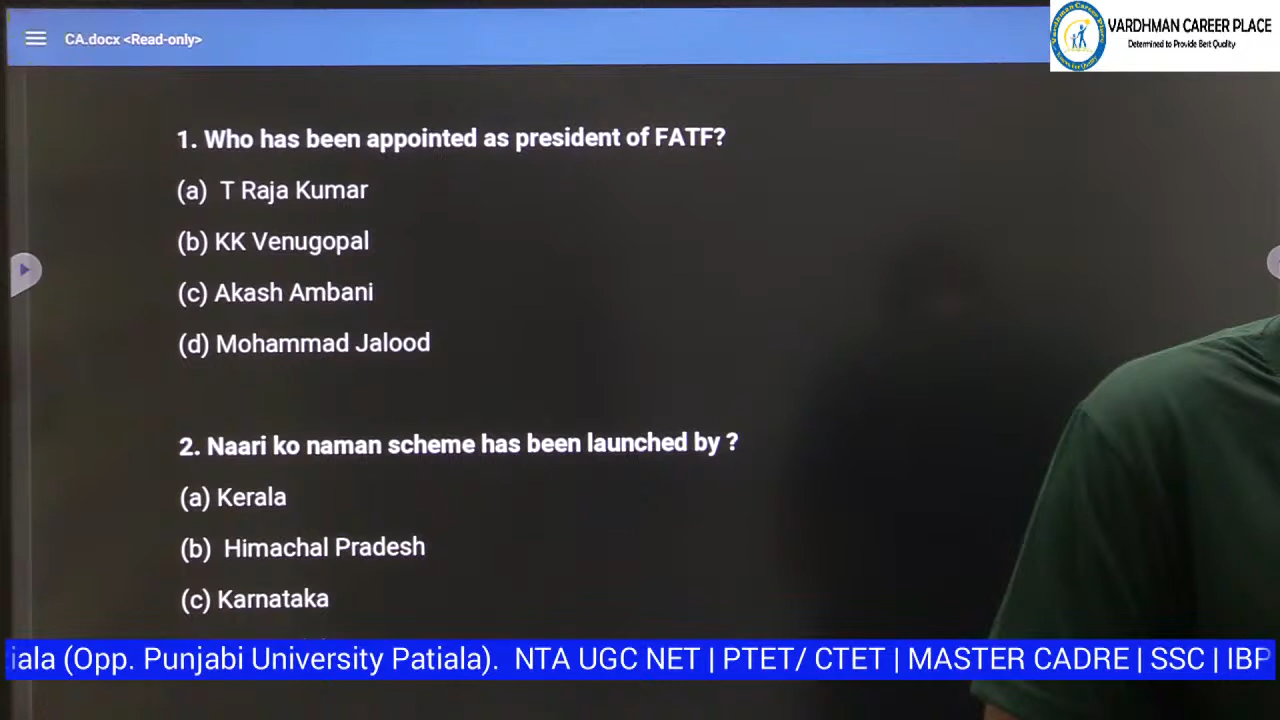 CA.docx <Read-only>
VARDHMAN CAREER PLACE
Determined to Provide Best Quality
1. Who has been appointed as president of FATF?
(a) T Raja Kumar
(b) KK Venugopal
(c) Akash Ambani
(d) Mohammad Jalood
2. Naari ko naman scheme has been launched by ?
(a) Kerala
(b) Himachal Pradesh
(c) Karnataka
iala (Opp. Punjabi University Patiala). NTA UGC NET | PTET/ CTET | MASTER CADRE | SSC | IBP